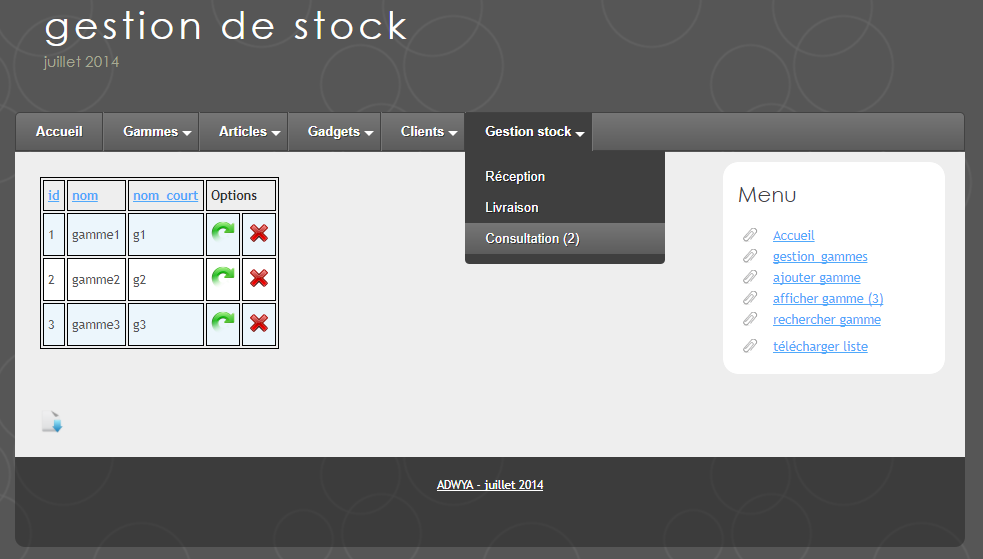 gestion de stock
juillet 2014
Accueil Gammes Articles Gadgets Clients Gestion stock
Réception
Livraison
Consultation (2)
id nom nom_court Options
1 gamme1 g1
2 gamme2 g2
3 gamme3 g3
Menu
Accueil
gestion_gammes
ajouter gamme
afficher gamme (3)
rechercher gamme
télécharger liste
ADWYA - juillet 2014